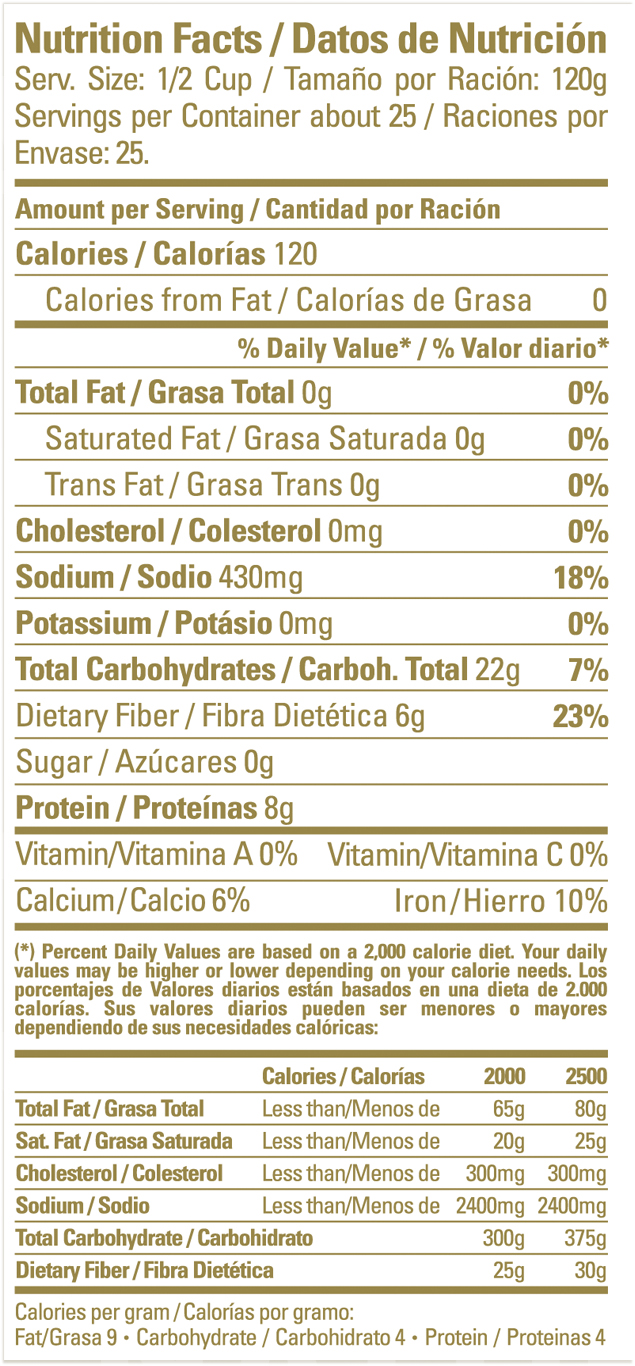 Nutrition Facts / Datos de Nutrición
Serv. Size: 1/2 Cup / Tamaño por Ración: 120g
Servings per Container about 25 / Raciones por
Envase: 25.
Amount per Serving / Cantidad por Ración
Calories / Calorías 120
Calories from Fat / Calorías de Grasa 0
% Daily Value* / % Valor diario*
Total Fat / Grasa Total 0g 0%
Saturated Fat / Grasa Saturada 0g 0%
Trans Fat / Grasa Trans 0g 0%
Cholesterol / Colesterol 0mg 0%
Sodium / Sodio 430mg 18%
Potassium / Potásio 0mg 0%
Total Carbohydrates / Carboh. Total 22g 7%
Dietary Fiber / Fibra Dietética 6g 23%
Sugar / Azúcares 0g
Protein / Proteínas 8g
Vitamin/Vitamina A 0% Vitamin/Vitamina C 0%
Calcium/Calcio 6% Iron/Hierro 10%
(*) Percent Daily Values are based on a 2,000 calorie diet. Your daily
values may be higher or lower depending on your calorie needs. Los
porcentajes de Valores diarios están basados en una dieta de 2.000
calorías. Sus valores diarios pueden ser menores o mayores
dependiendo de sus necesidades calóricas:
Calories / Calorías 2000 2500
Total Fat / Grasa Total Less than/Menos de 65g 80g
Sat. Fat / Grasa Saturada Less than/Menos de 20g 25g
Cholesterol / Colesterol Less than/Menos de 300mg 300mg
Sodium / Sodio Less than/Menos de 2400mg 2400mg
Total Carbohydrate / Carbohidrato 300g 375g
Dietary Fiber / Fibra Dietética 25g 30g
Calories per gram / Calorías por gramo:
Fat/Grasa 9 • Carbohydrate / Carbohidrato 4 • Protein / Proteinas 4